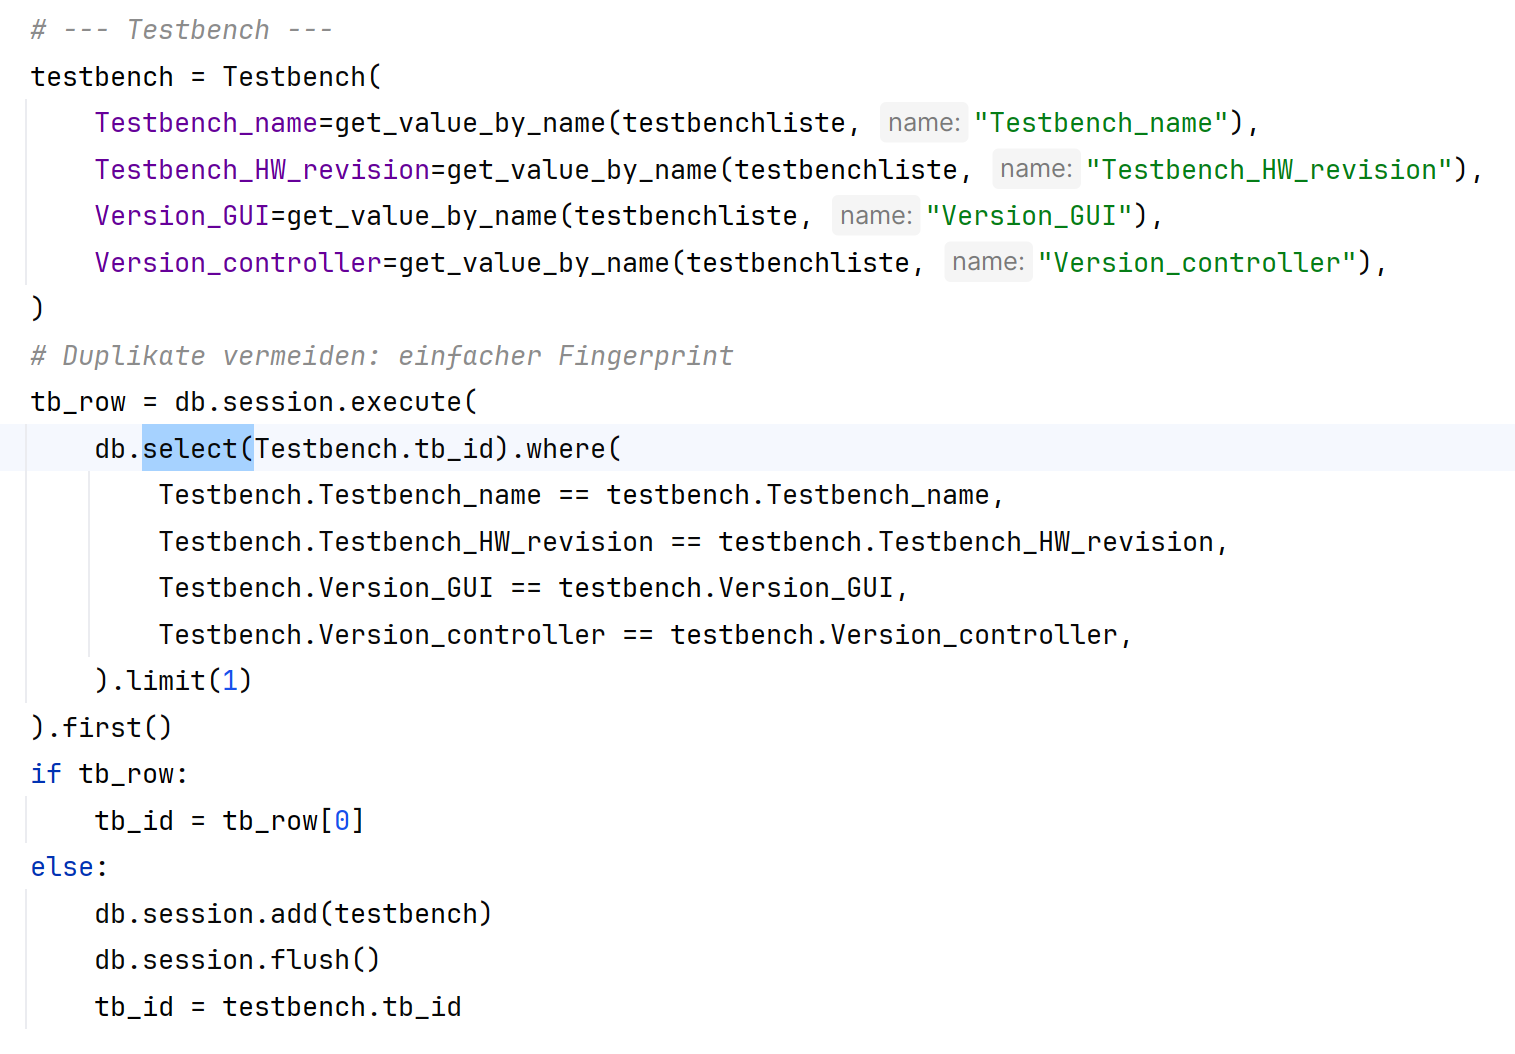 # --- Testbench ---
testbench = Testbench(
    Testbench_name=get_value_by_name(testbenchliste, name: "Testbench_name"),
    Testbench_HW_revision=get_value_by_name(testbenchliste, name: "Testbench_HW_revision"),
    Version_GUI=get_value_by_name(testbenchliste, name: "Version_GUI"),
    Version_controller=get_value_by_name(testbenchliste, name: "Version_controller"),
)
# Duplikate vermeiden: einfacher Fingerprint
tb_row = db.session.execute(
    db.select(Testbench.tb_id).where(
        Testbench.Testbench_name == testbench.Testbench_name,
        Testbench.Testbench_HW_revision == testbench.Testbench_HW_revision,
        Testbench.Version_GUI == testbench.Version_GUI,
        Testbench.Version_controller == testbench.Version_controller,
    ).limit(1)
).first()
if tb_row:
    tb_id = tb_row[0]
else:
    db.session.add(testbench)
    db.session.flush()
    tb_id = testbench.tb_id